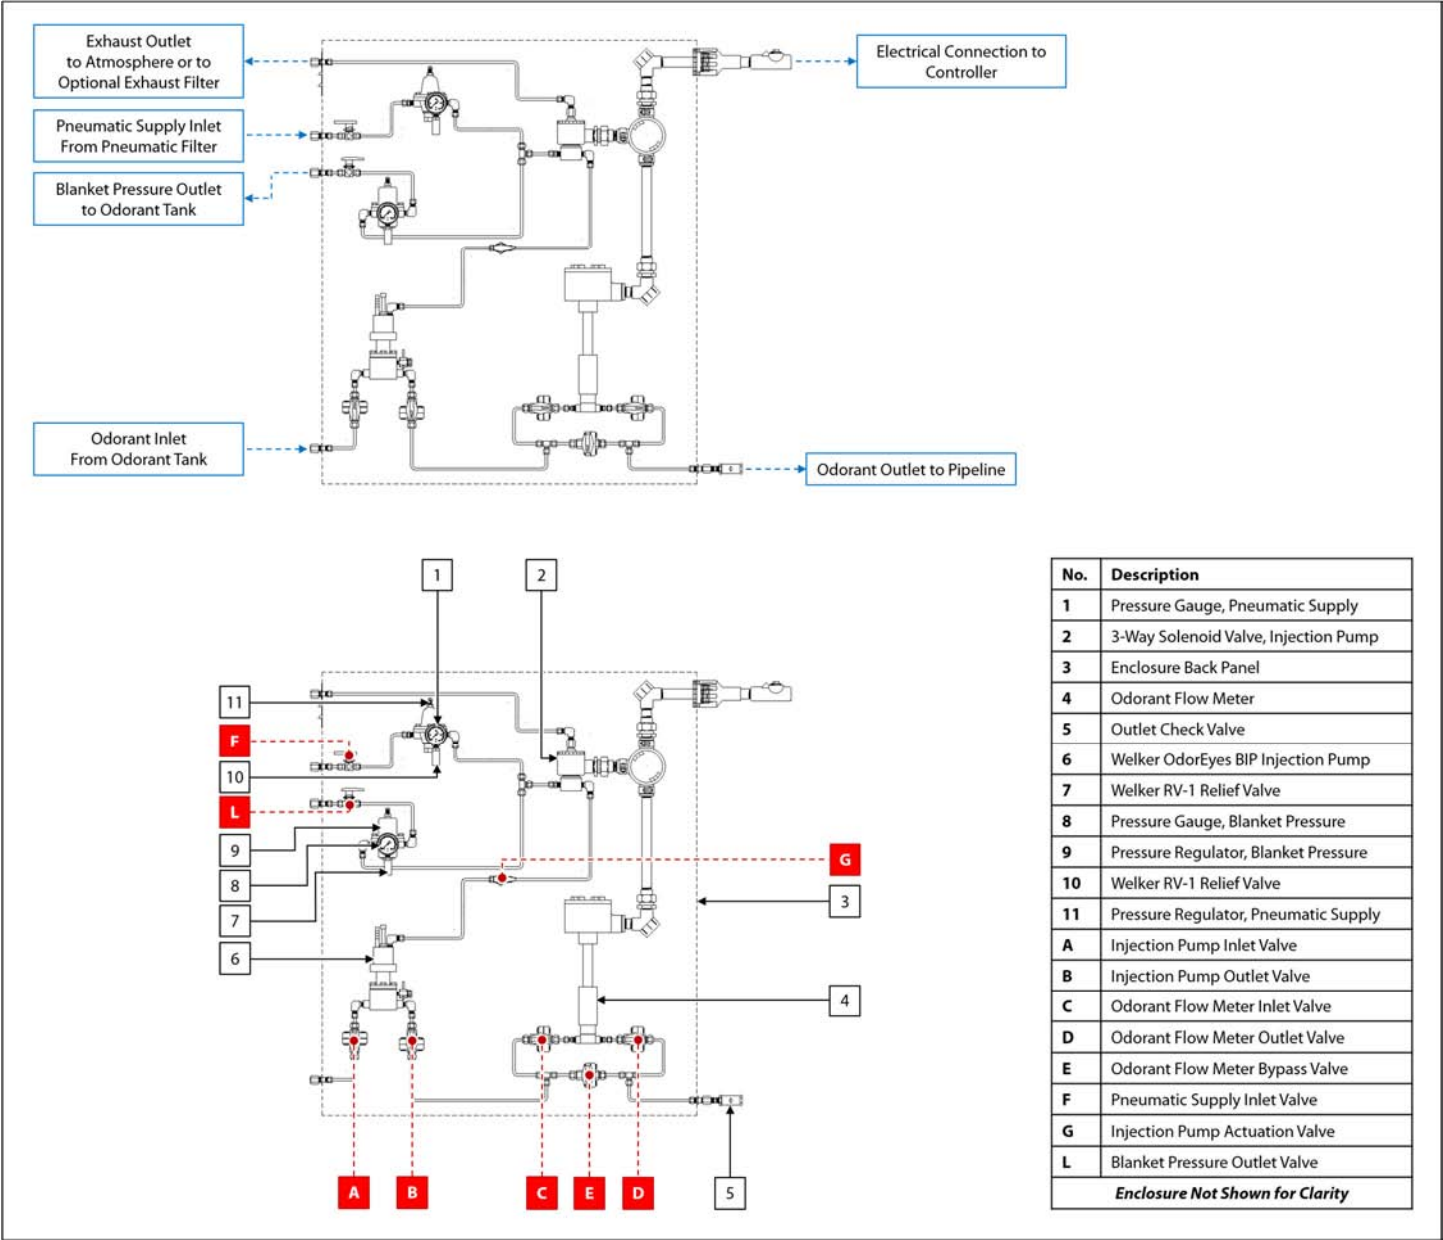 Exhaust Outlet
to Atmosphere or to
Optional Exhaust Filter
Electrical Connection to
Controller
Pneumatic Supply Inlet
From Pneumatic Filter
Blanket Pressure Outlet
to Odorant Tank
Odorant Inlet
From Odorant Tank
Odorant Outlet to Pipeline
1
2
11
F
10
L
9
8
7
6
G
3
4
A
B
C
E
D
5
No. Description
1 Pressure Gauge, Pneumatic Supply
2 3-Way Solenoid Valve, Injection Pump
3 Enclosure Back Panel
4 Odorant Flow Meter
5 Outlet Check Valve
6 Welker OdorEyes BIP Injection Pump
7 Welker RV-1 Relief Valve
8 Pressure Gauge, Blanket Pressure
9 Pressure Regulator, Blanket Pressure
10 Welker RV-1 Relief Valve
11 Pressure Regulator, Pneumatic Supply
A Injection Pump Inlet Valve
B Injection Pump Outlet Valve
C Odorant Flow Meter Inlet Valve
D Odorant Flow Meter Outlet Valve
E Odorant Flow Meter Bypass Valve
F Pneumatic Supply Inlet Valve
G Injection Pump Actuation Valve
L Blanket Pressure Outlet Valve
Enclosure Not Shown for Clarity